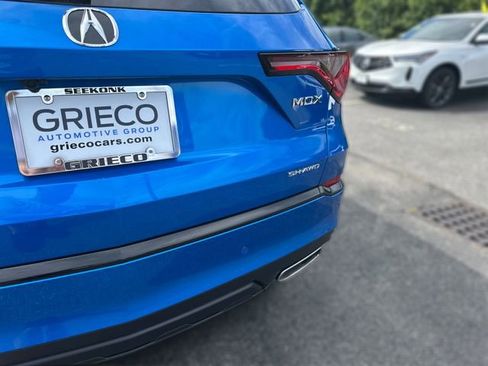 SEEKONK
GRIECO
AUTOMOTIVE GROUP
griecocars.com
GRIECO
MDX
SH-AWD